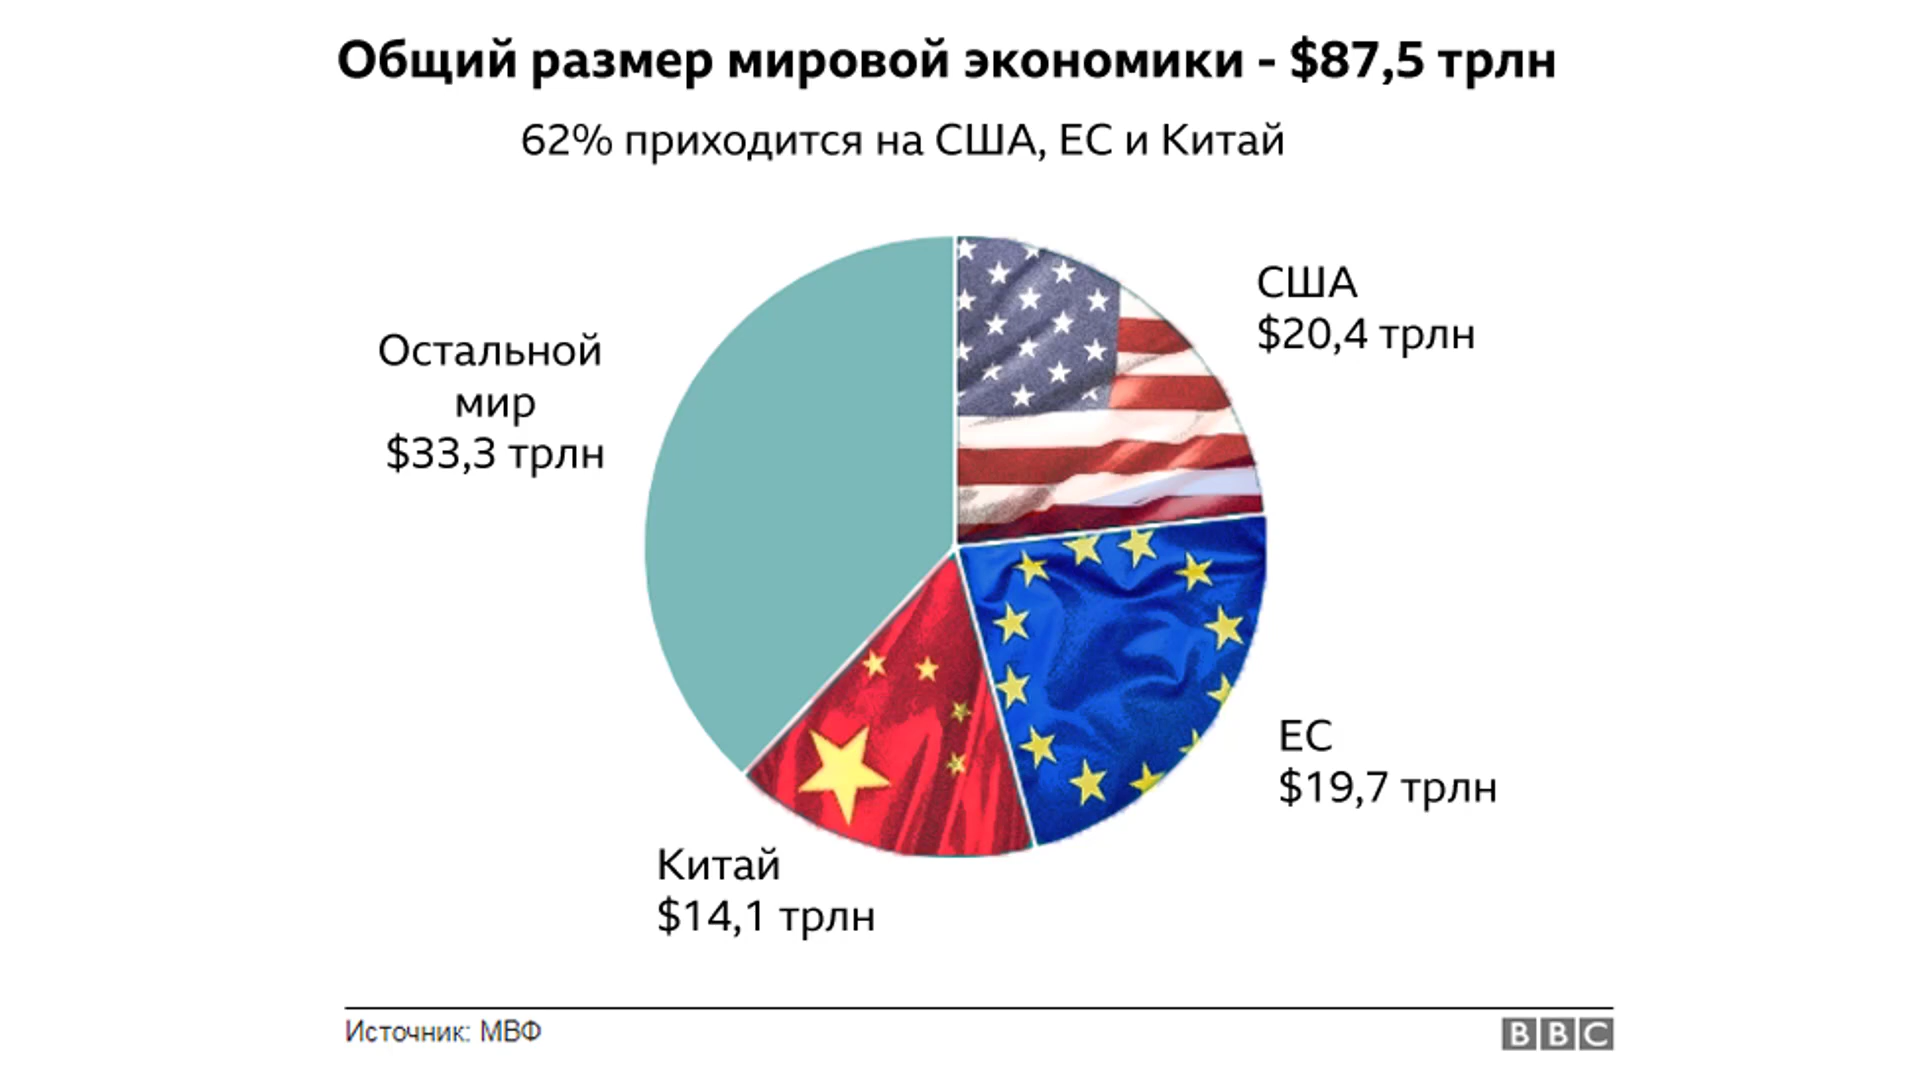 Общий размер мировой экономики - $87,5 трлн
62% приходится на США, ЕС и Китай
США
$20,4 трлн
Остальной
мир
$33,3 трлн
ЕС
$19,7 трлн
Китай
$14,1 трлн
Источник: МВФ
BBC